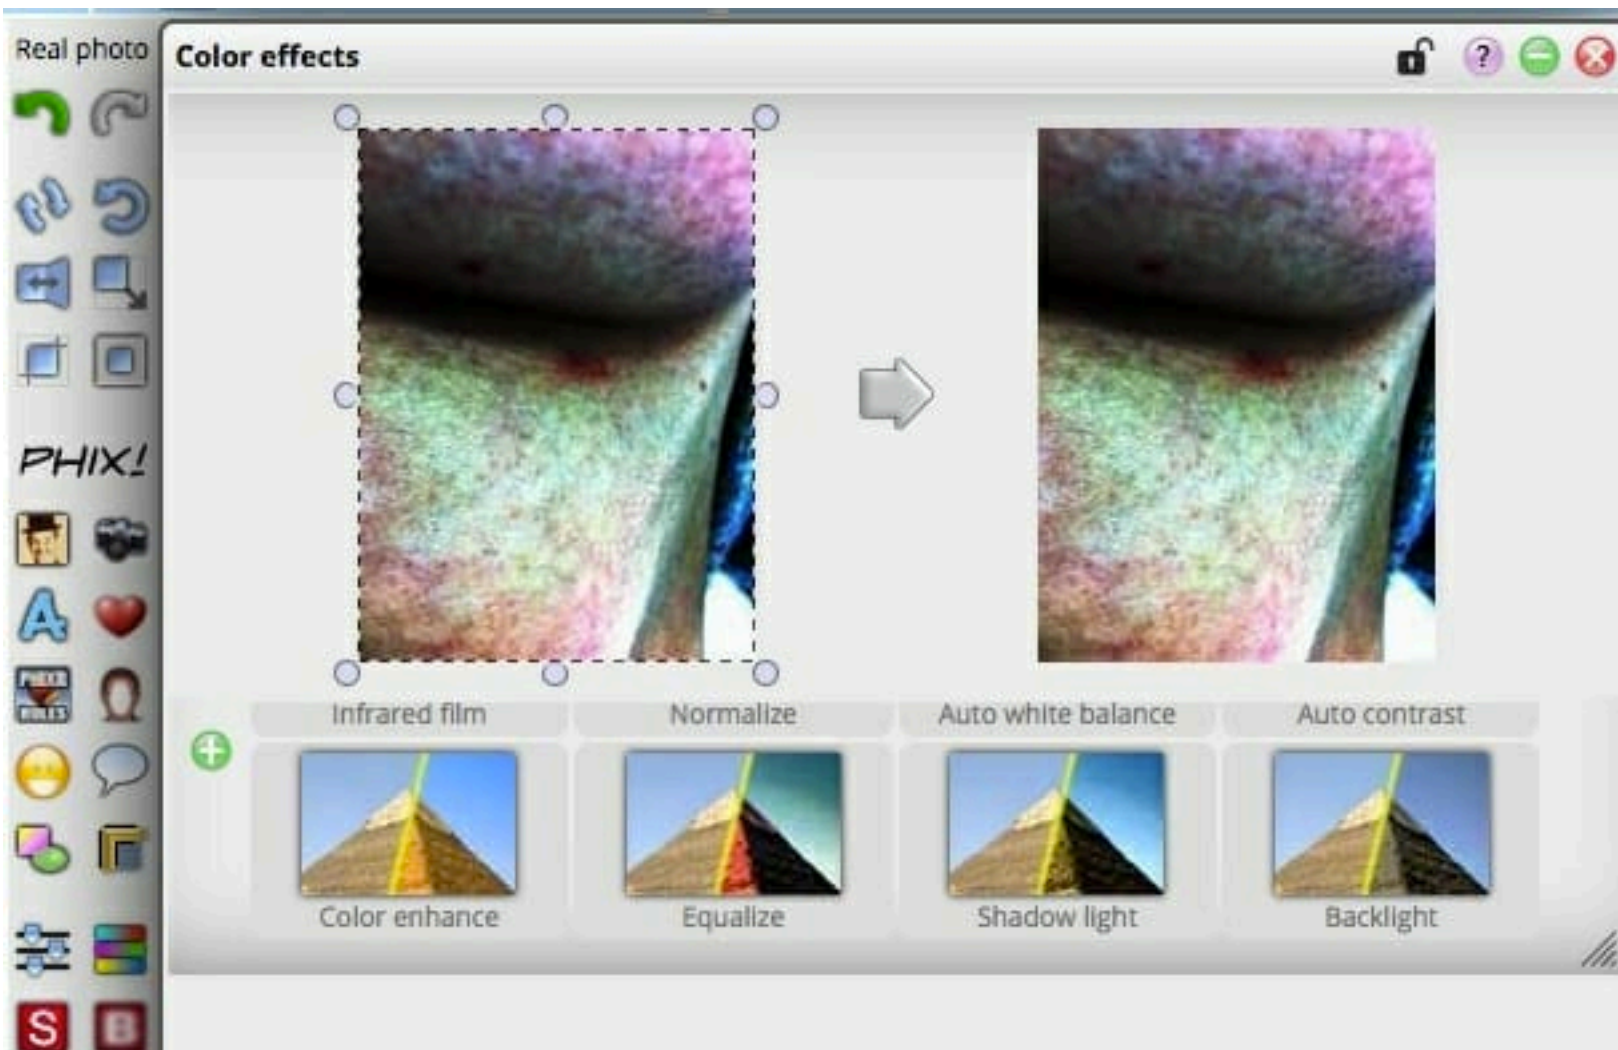 Real photo
Color effects
?
PHIX!
A
Infrared film
Normalize
Auto white balance
Auto contrast
Color enhance
Equalize
Shadow light
Backlight
S
B